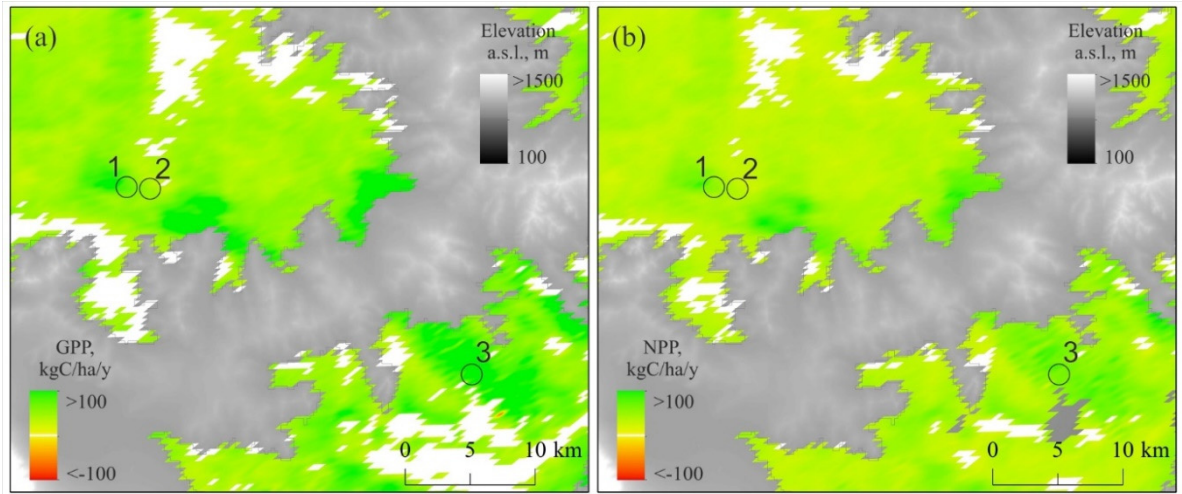 (a)
Elevation
a.s.l., m
>1500
100
1
2
3
GPP,
kgC/ha/y
>100
<-100
0
5
10 km
(b)
Elevation
a.s.l., m
>1500
100
1
2
3
NPP,
kgC/ha/y
>100
<-100
0
5
10 km